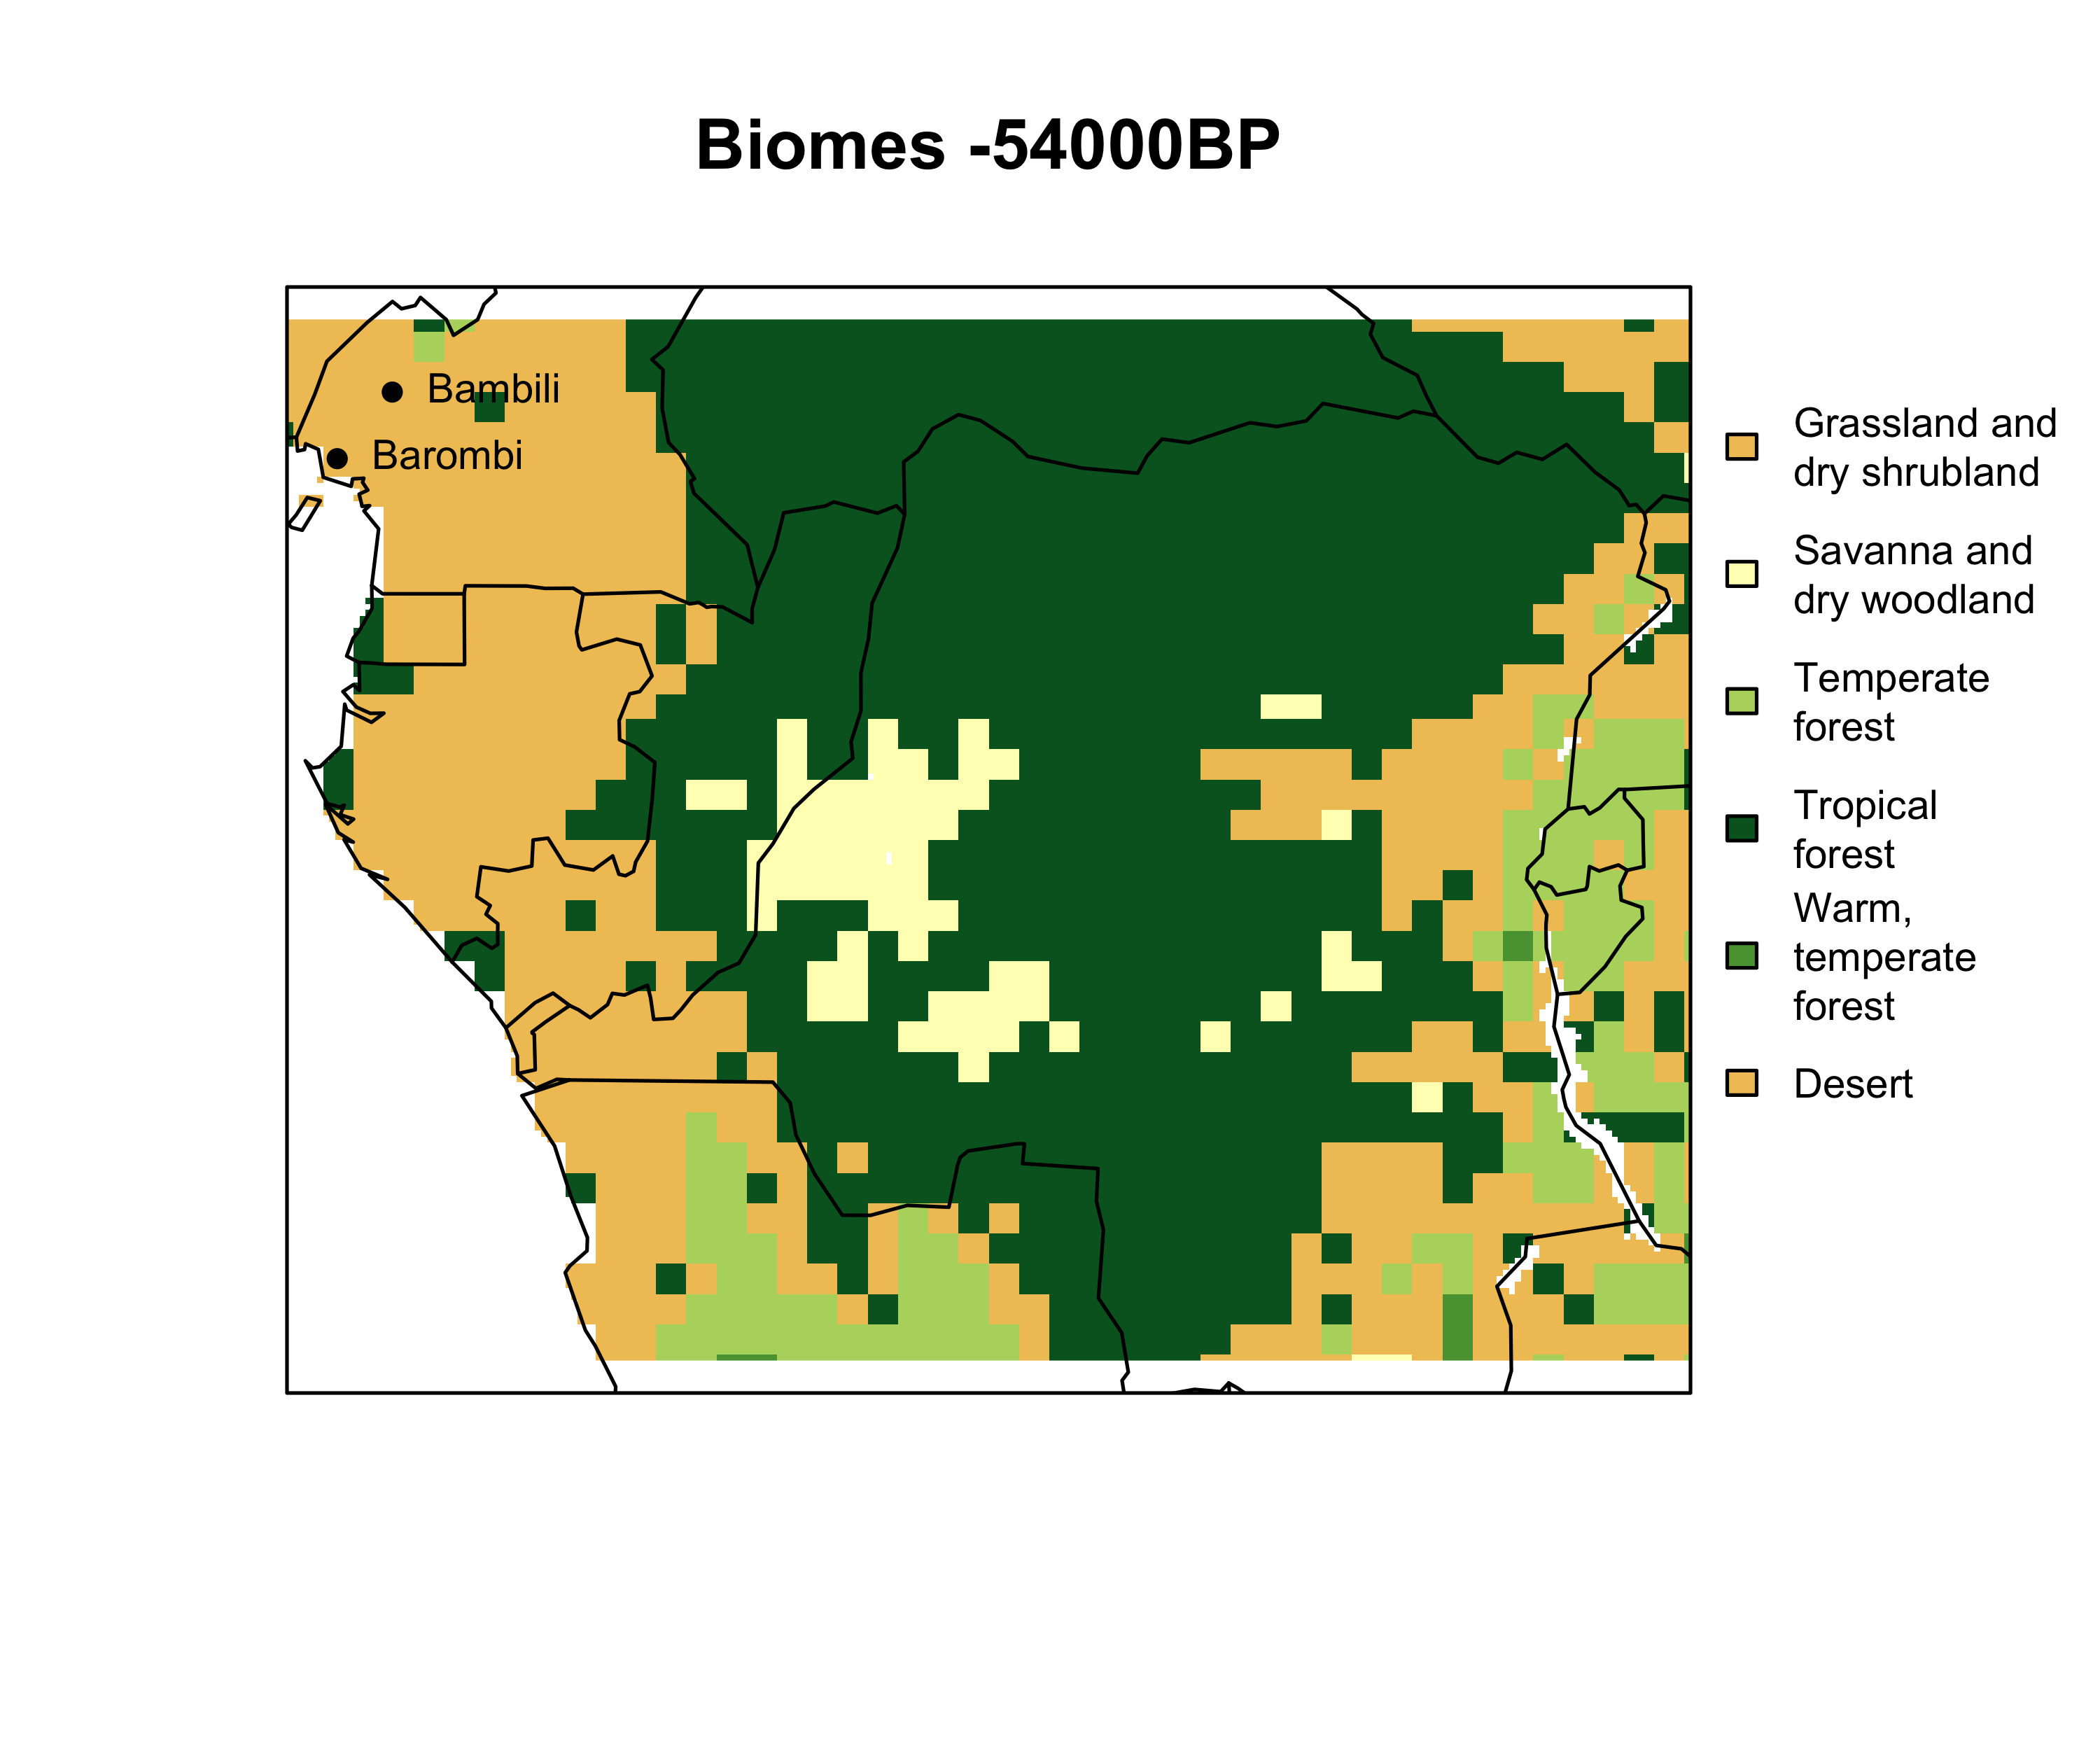 Biomes -54000BP
Bambili
Barombi
Grassland and
dry shrubland
Savanna and
dry woodland
Temperate
forest
Tropical
forest
Warm,
temperate
forest
Desert